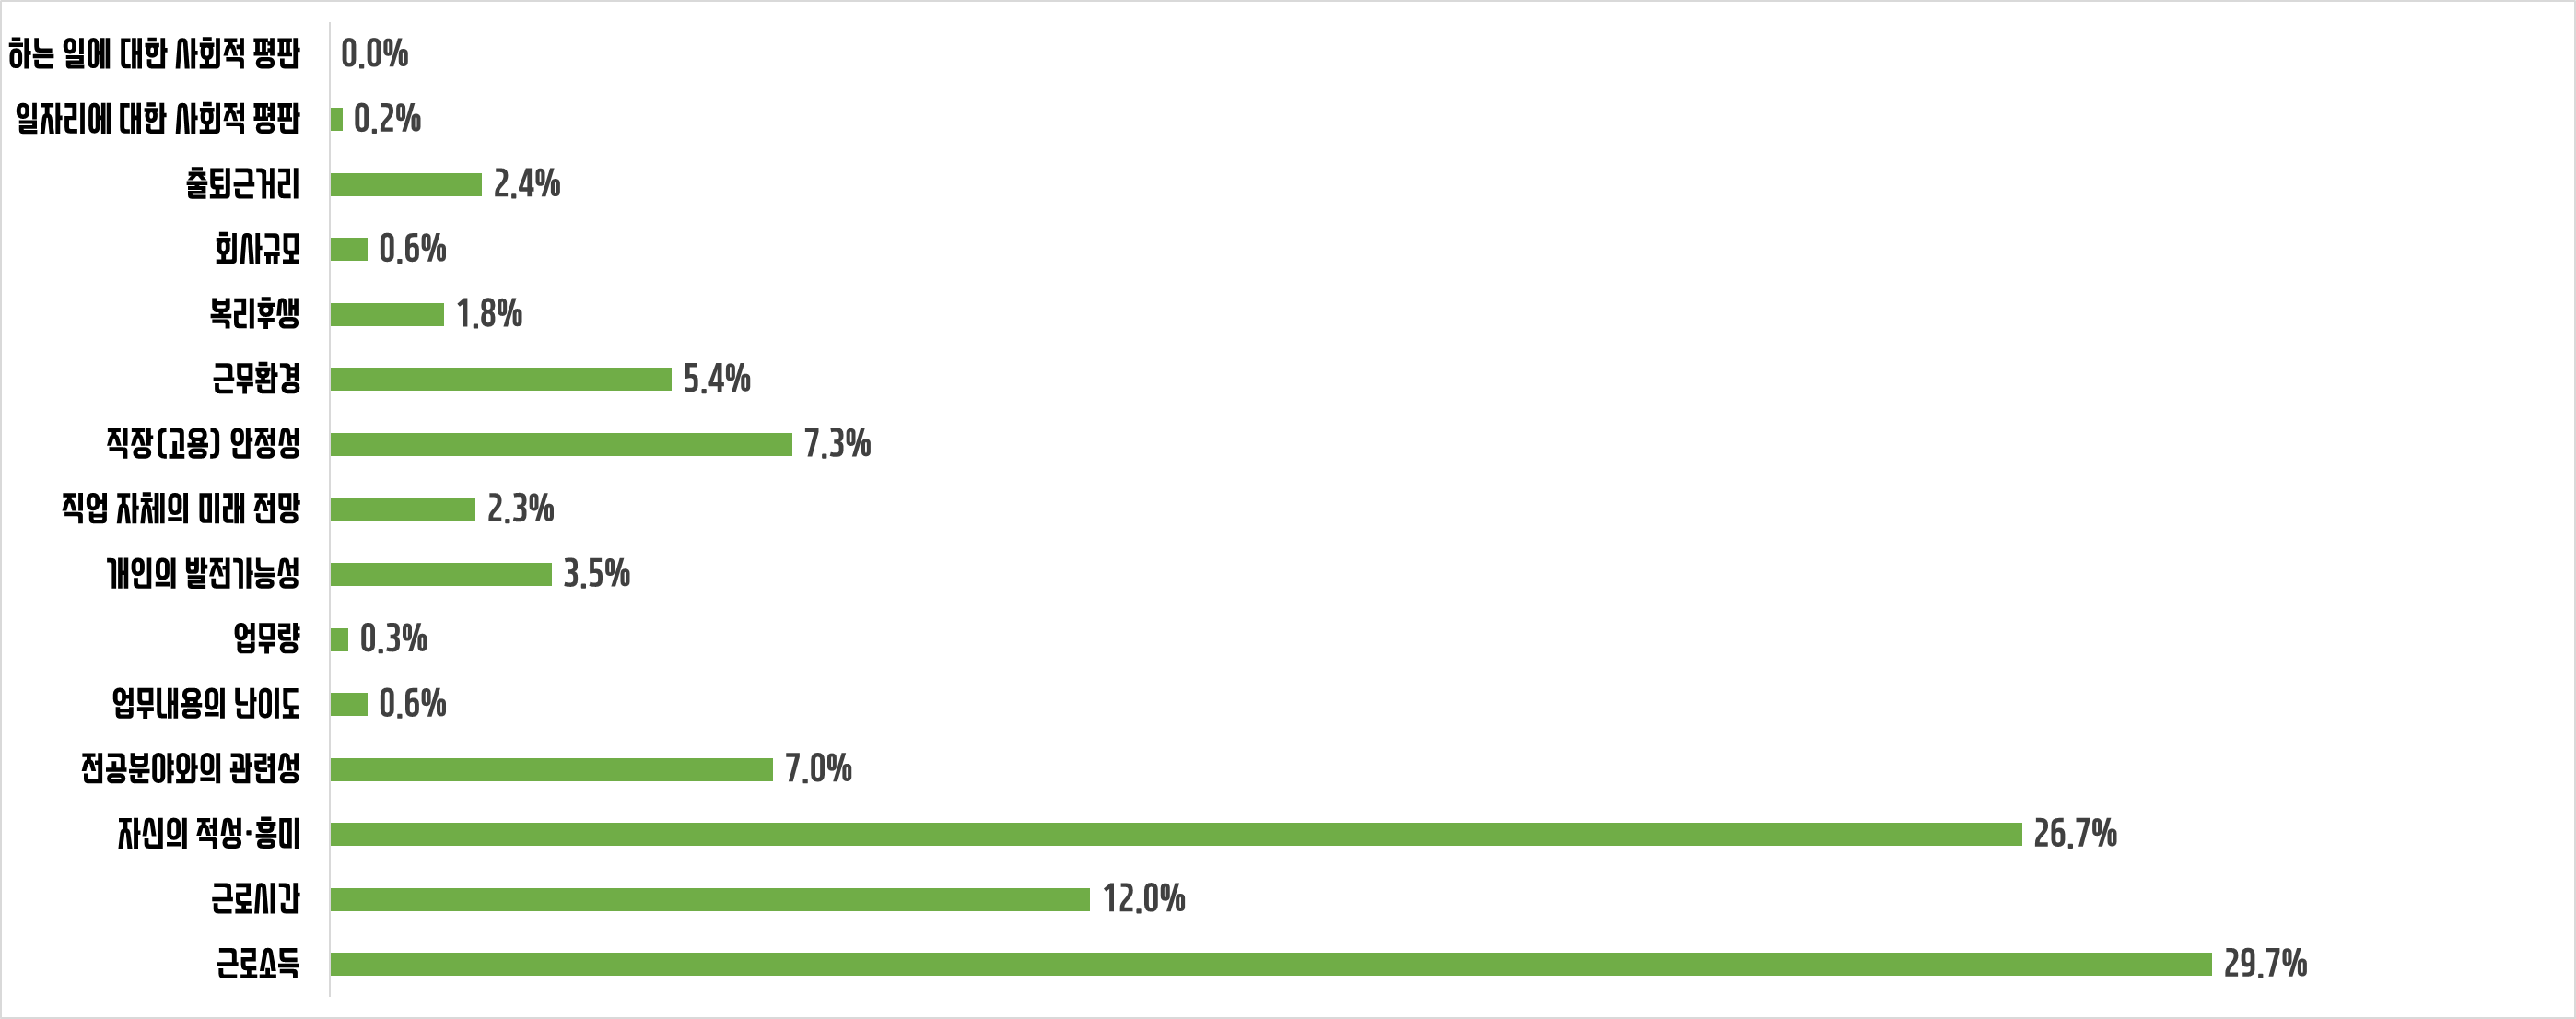 하는 일에 대한 사회적 평판 0.0%
일자리에 대한 사회적 평판 0.2%
출퇴근거리 2.4%
회사규모 0.6%
복리후생 1.8%
근무환경 5.4%
직장(고용) 안정성 7.3%
직업 자체의 미래 전망 2.3%
개인의 발전가능성 3.5%
업무량 0.3%
업무내용의 난이도 0.6%
전공분야와의 관련성 7.0%
자신의 적성·흥미 26.7%
근로시간 12.0%
근로소득 29.7%